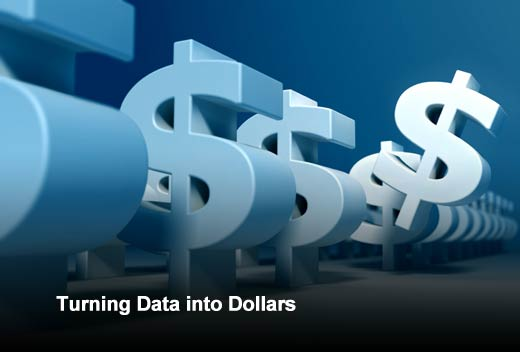 Turning Data into Dollars